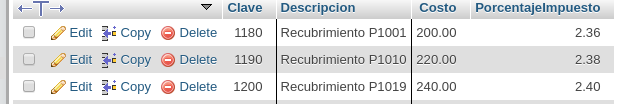 Clave Descripcion Costo PorcentajeImpuesto
Edit Copy Delete 1180 Recubrimiento P1001 200.00 2.36
Edit Copy Delete 1190 Recubrimiento P1010 220.00 2.38
Edit Copy Delete 1200 Recubrimiento P1019 240.00 2.40